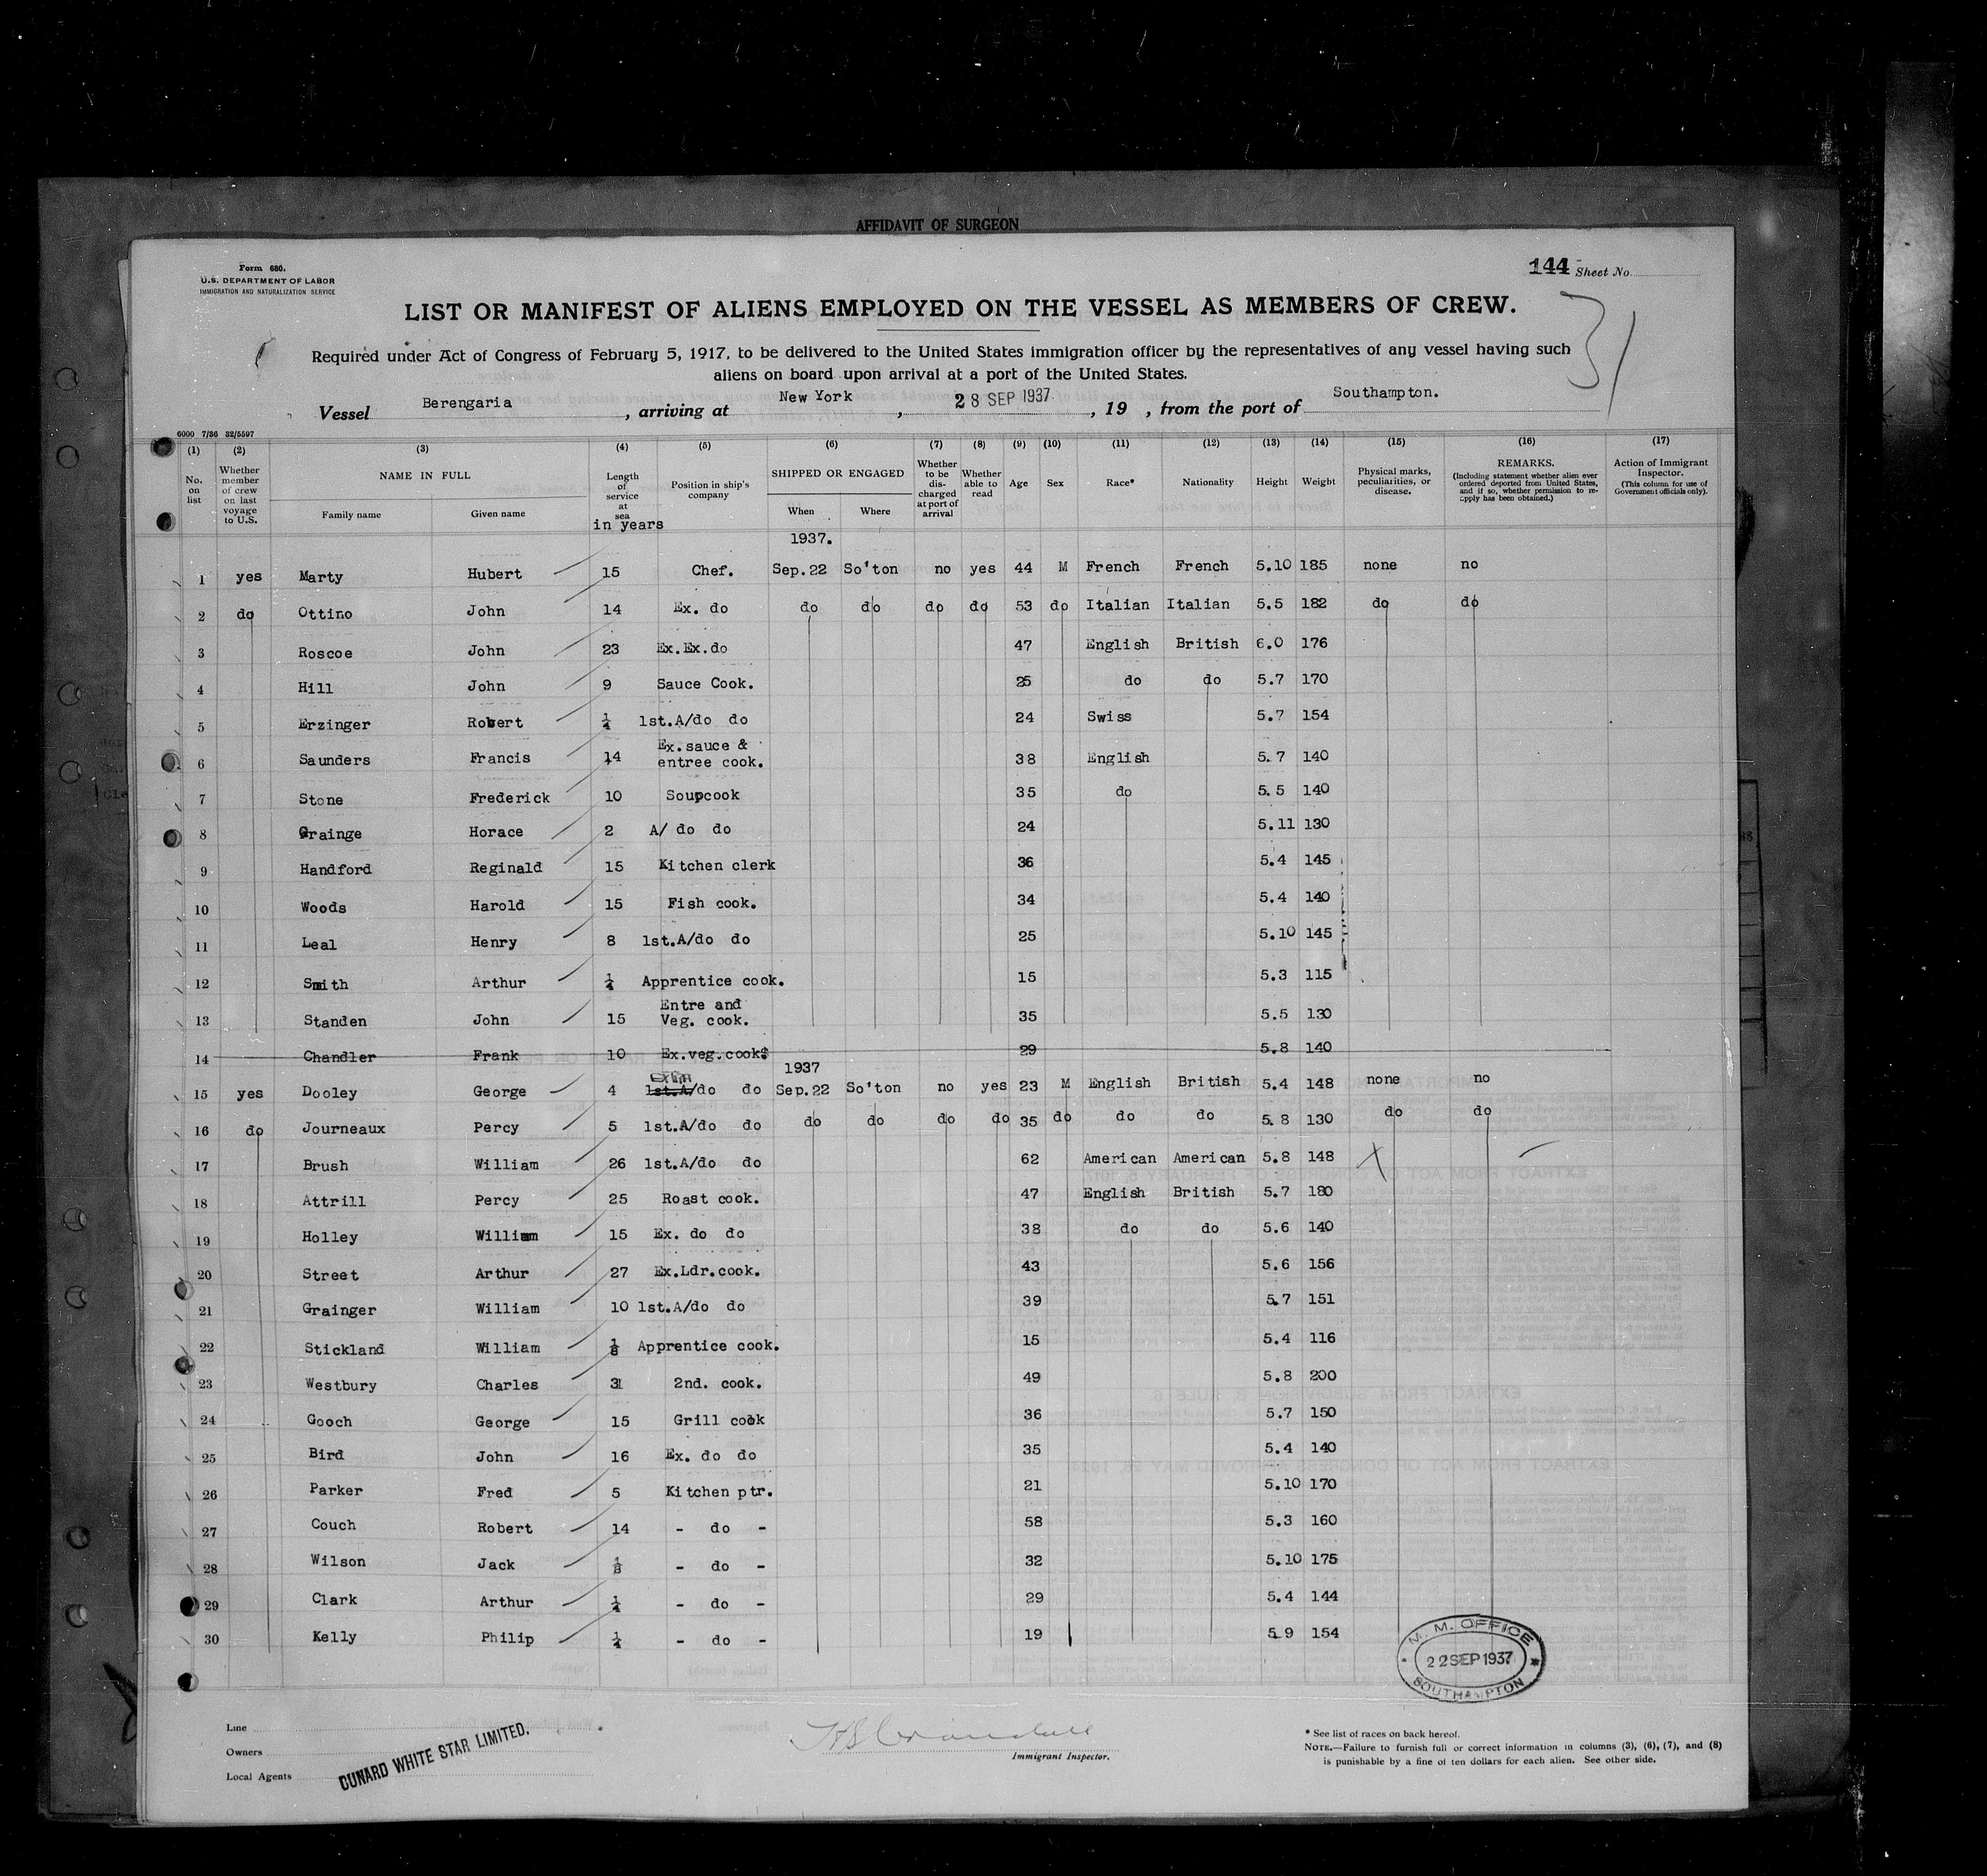 AFFIDAVIT OF SURGEON
Form 680.
U.S. DEPARTMENT OF LABOR
IMMIGRATION AND NATURALIZATION SERVICE
144 Sheet No.
LIST OR MANIFEST OF ALIENS EMPLOYED ON THE VESSEL AS MEMBERS OF CREW.
31
Required under Act of Congress of February 5, 1917, to be delivered to the United States immigration officer by the representatives of any vessel having such
aliens on board upon arrival at a port of the United States.
Vessel Berengaria, arriving at New York, 28 SEP 1937, 19 , from the port of Southampton.
6000 7/36 32/5597
(1) (2) (3) (4) (5) (6) (7) (8) (9) (10) (11) (12) (13) (14) (15) (16) (17)
No. on list
Whether member of crew on last voyage to U.S.
NAME IN FULL
Family name Given name
Length of service at sea
in years
Position in ship's company
SHIPPED OR ENGAGED
When Where
Whether to be discharged at port of arrival
Whether able to read
Age Sex Race* Nationality Height Weight
Physical marks, peculiarities, or disease.
REMARKS.
(Including statement whether alien ever ordered deported from United States, and if so, whether permission to re-apply has been obtained.)
Action of Immigrant Inspector.
(This column for use of Government officials only).
1937.
1 yes Marty Hubert 15 Chef. Sep.22 So'ton no yes 44 M French French 5.10 185 none no
2 do Ottino John 14 Ex. do do do do do 53 do Italian Italian 5.5 182 do do
3 Roscoe John 23 Ex.Ex.do 47 English British 6.0 176
4 Hill John 9 Sauce Cook. 25 do do 5.7 170
5 Erzinger Robert ¼ 1st.A/do do 24 Swiss 5.7 154
6 Saunders Francis 14 Ex.sauce & entree cook. 38 English 5.7 140
7 Stone Frederick 10 Soupcook 35 do 5.5 140
8 Grainge Horace 2 A/ do do 24 5.11 130
9 Handford Reginald 15 Kitchen clerk 36 5.4 145
10 Woods Harold 15 Fish cook. 34 5.4 140
11 Leal Henry 8 1st.A/do do 25 5.10 145
12 Smith Arthur ¼ Apprentice cook. 15 5.3 115
13 Standen John 15 Entre and Veg. cook. 35 5.5 130
14 Chandler Frank 10 Ex.veg.cook$ 29 5.8 140
1937
15 yes Dooley George 4 1st.A/do do Sep.22 So'ton no yes 23 M English British 5.4 148 none no
16 do Journeaux Percy 5 1st.A/do do do do do do 35 do do do 5.8 130 do do
17 Brush William 26 1st.A/do do 62 American American 5.8 148 X
18 Attrill Percy 25 Roast cook. 47 English British 5.7 180
19 Holley William 15 Ex. do do 38 do do 5.6 140
20 Street Arthur 27 Ex.Ldr.cook. 43 5.6 156
21 Grainger William 10 1st.A/do do 39 5.7 151
22 Stickland William ⅛ Apprentice cook. 15 5.4 116
23 Westbury Charles 31 2nd. cook. 49 5.8 200
24 Gooch George 15 Grill cook 36 5.7 150
25 Bird John 16 Ex. do do 35 5.4 140
26 Parker Fred 5 Kitchen ptr. 21 5.10 170
27 Couch Robert 14 - do - 58 5.3 160
28 Wilson Jack ⅛ - do - 32 5.10 175
29 Clark Arthur ¼ - do - 29 5.4 144
30 Kelly Philip ¼ - do - 19 5.9 154
M. M. OFFICE
22 SEP 1937
SOUTHAMPTON
Line
Owners
Local Agents
CUNARD WHITE STAR LIMITED.
Immigrant Inspector.
* See list of races on back hereof.
NOTE.—Failure to furnish full or correct information in columns (3), (6), (7), and (8)
is punishable by a fine of ten dollars for each alien. See other side.